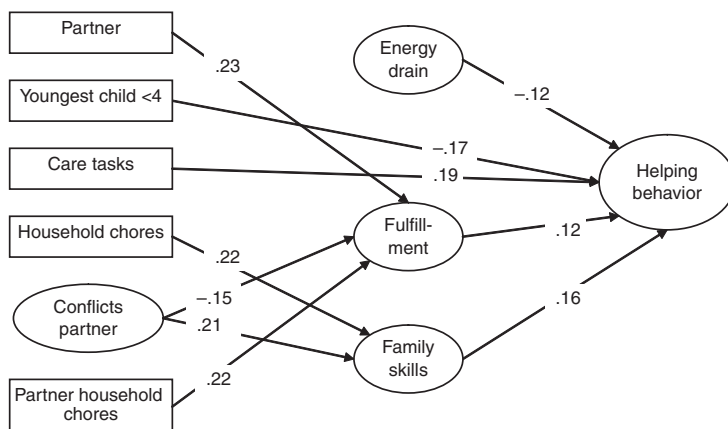 Partner
Energy
drain
.23
Youngest child <4
–.12
–.17
Care tasks
.19
Helping
behavior
Household chores
Fulfill-
ment
.12
.22
–.15
Conflicts
partner
.21
.16
Family
skills
.22
Partner household
chores